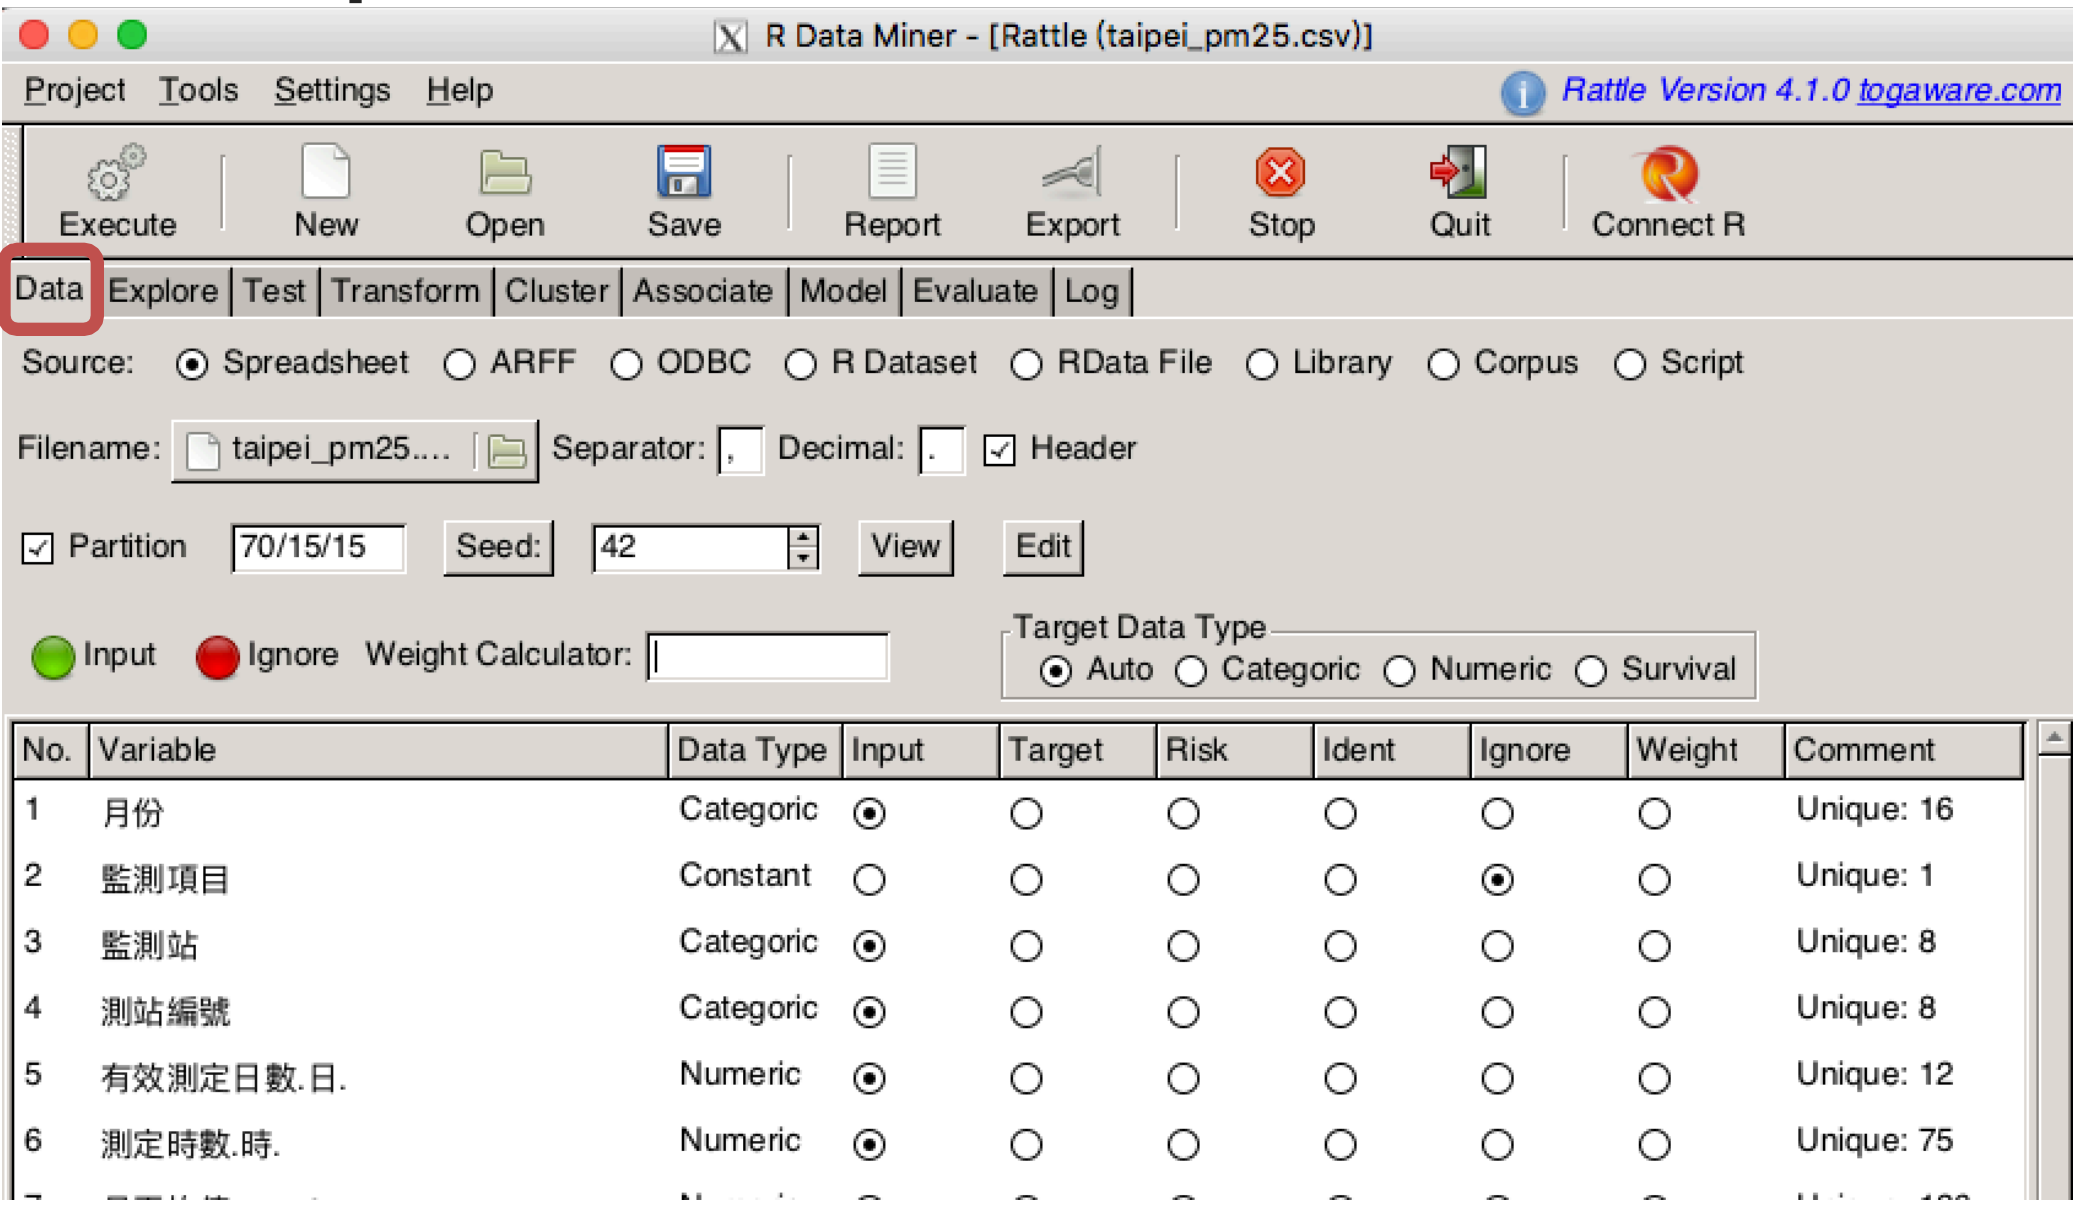 R Data Miner - [Rattle (taipei_pm25.csv)]
Project Tools Settings Help Rattle Version 4.1.0 togaware.com
Execute New Open Save Report Export Stop Quit Connect R
Data Explore Test Transform Cluster Associate Model Evaluate Log
Source: Spreadsheet ARFF ODBC R Dataset RData File Library Corpus Script
Filename: taipei_pm25.... Separator: , Decimal: . Header
Partition 70/15/15 Seed: 42 View Edit
Target Data Type
Input Ignore Weight Calculator: Auto Categoric Numeric Survival
No. Variable Data Type Input Target Risk Ident Ignore Weight Comment
1 月份 Categoric Unique: 16
2 監測項目 Constant Unique: 1
3 監測站 Categoric Unique: 8
4 測站編號 Categoric Unique: 8
5 有效測定日數.日. Numeric Unique: 12
6 測定時數.時. Numeric Unique: 75